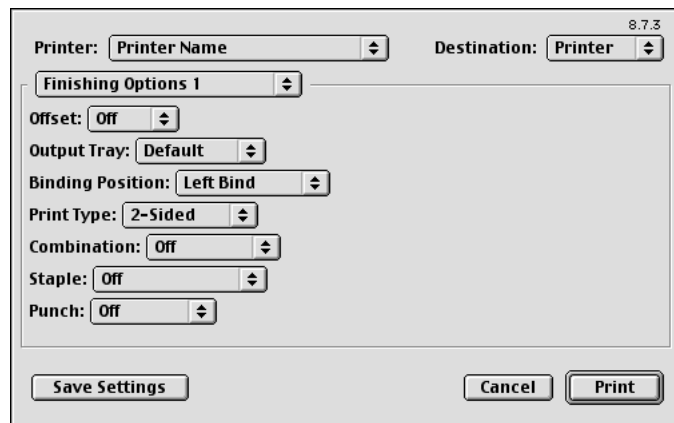 8.7.3
Printer: Printer Name Destination: Printer
Finishing Options 1
Offset: Off
Output Tray: Default
Binding Position: Left Bind
Print Type: 2-Sided
Combination: Off
Staple: Off
Punch: Off
Save Settings Cancel Print